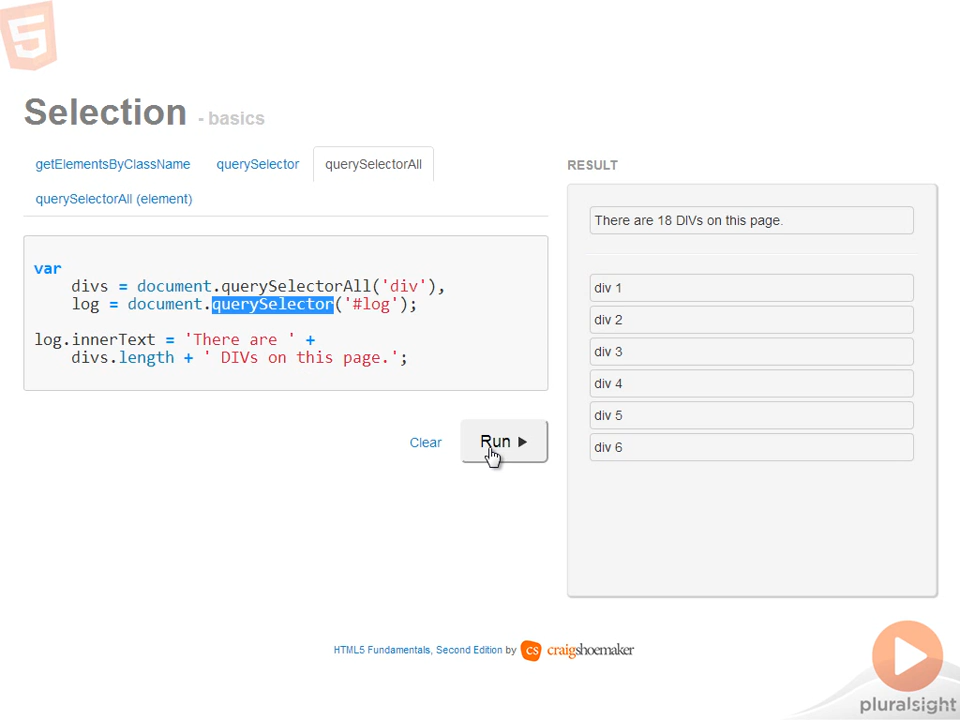 5
Selection - basics
getElementsByClassName querySelector querySelectorAll
querySelectorAll (element)
var
divs = document.querySelectorAll('div'),
log = document.querySelector('#log');
log.innerText = 'There are ' +
divs.length + ' DIVs on this page.';
Clear
Run
RESULT
There are 18 DIVs on this page.
div 1
div 2
div 3
div 4
div 5
div 6
HTML5 Fundamentals, Second Edition by cs craigshoemaker
pluralsight